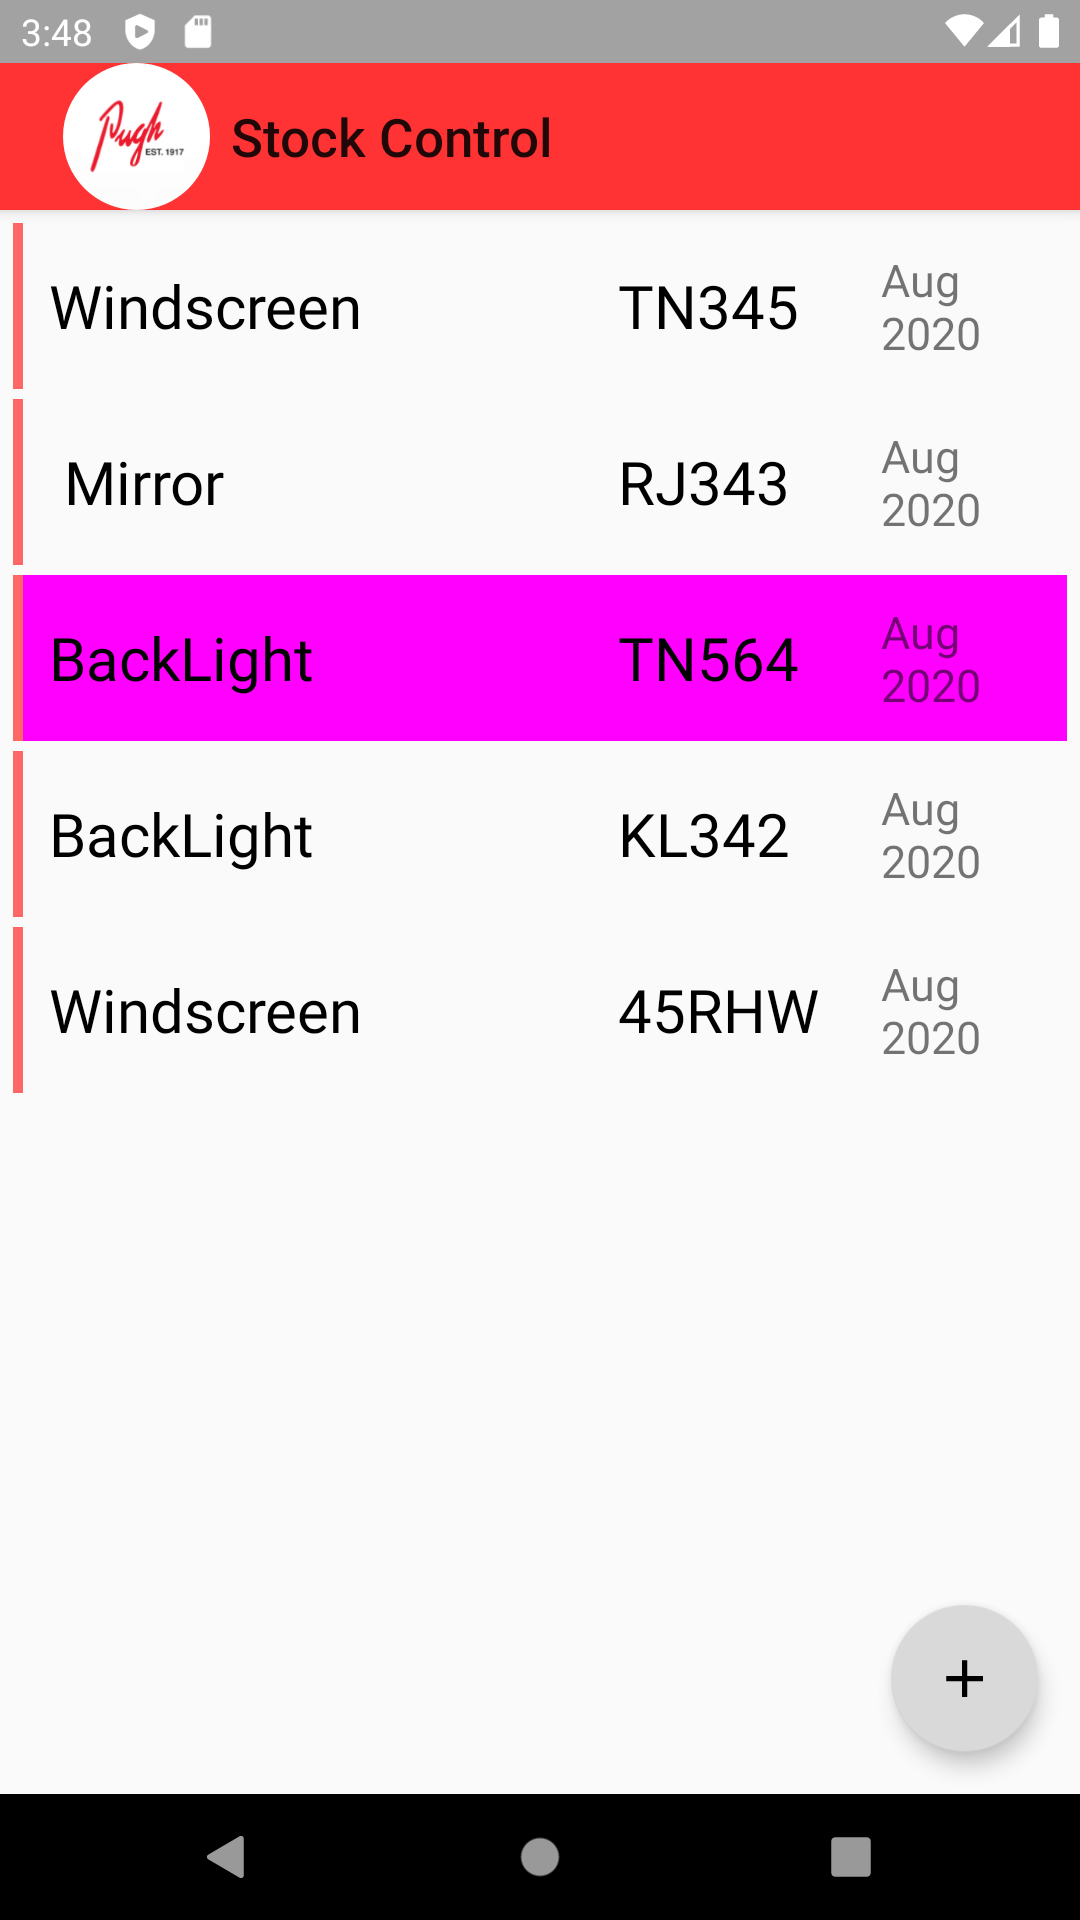 3:48
Pugh
EST. 1917
Stock Control
Windscreen TN345 Aug 2020
Mirror RJ343 Aug 2020
BackLight TN564 Aug 2020
BackLight KL342 Aug 2020
Windscreen 45RHW Aug 2020
+